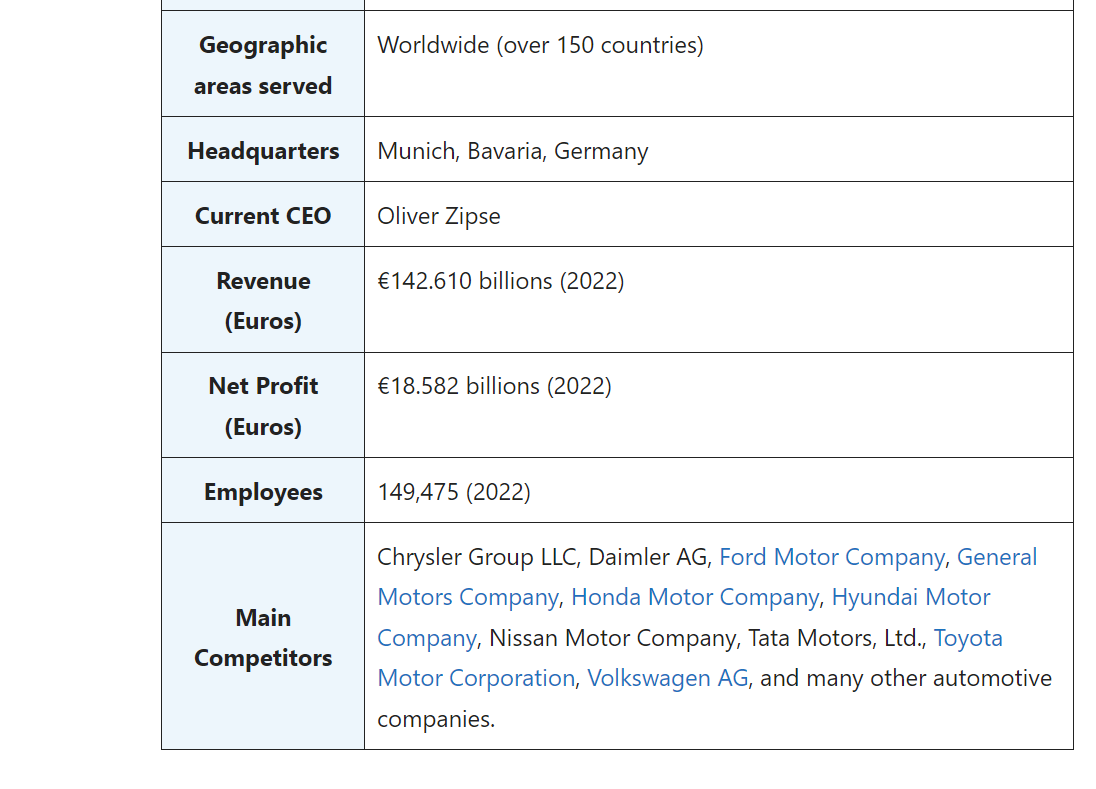 Geographic
areas served
Worldwide (over 150 countries)
Headquarters
Munich, Bavaria, Germany
Current CEO
Oliver Zipse
Revenue
(Euros)
€142.610 billions (2022)
Net Profit
(Euros)
€18.582 billions (2022)
Employees
149,475 (2022)
Main
Competitors
Chrysler Group LLC, Daimler AG, Ford Motor Company, General
Motors Company, Honda Motor Company, Hyundai Motor
Company, Nissan Motor Company, Tata Motors, Ltd., Toyota
Motor Corporation, Volkswagen AG, and many other automotive
companies.